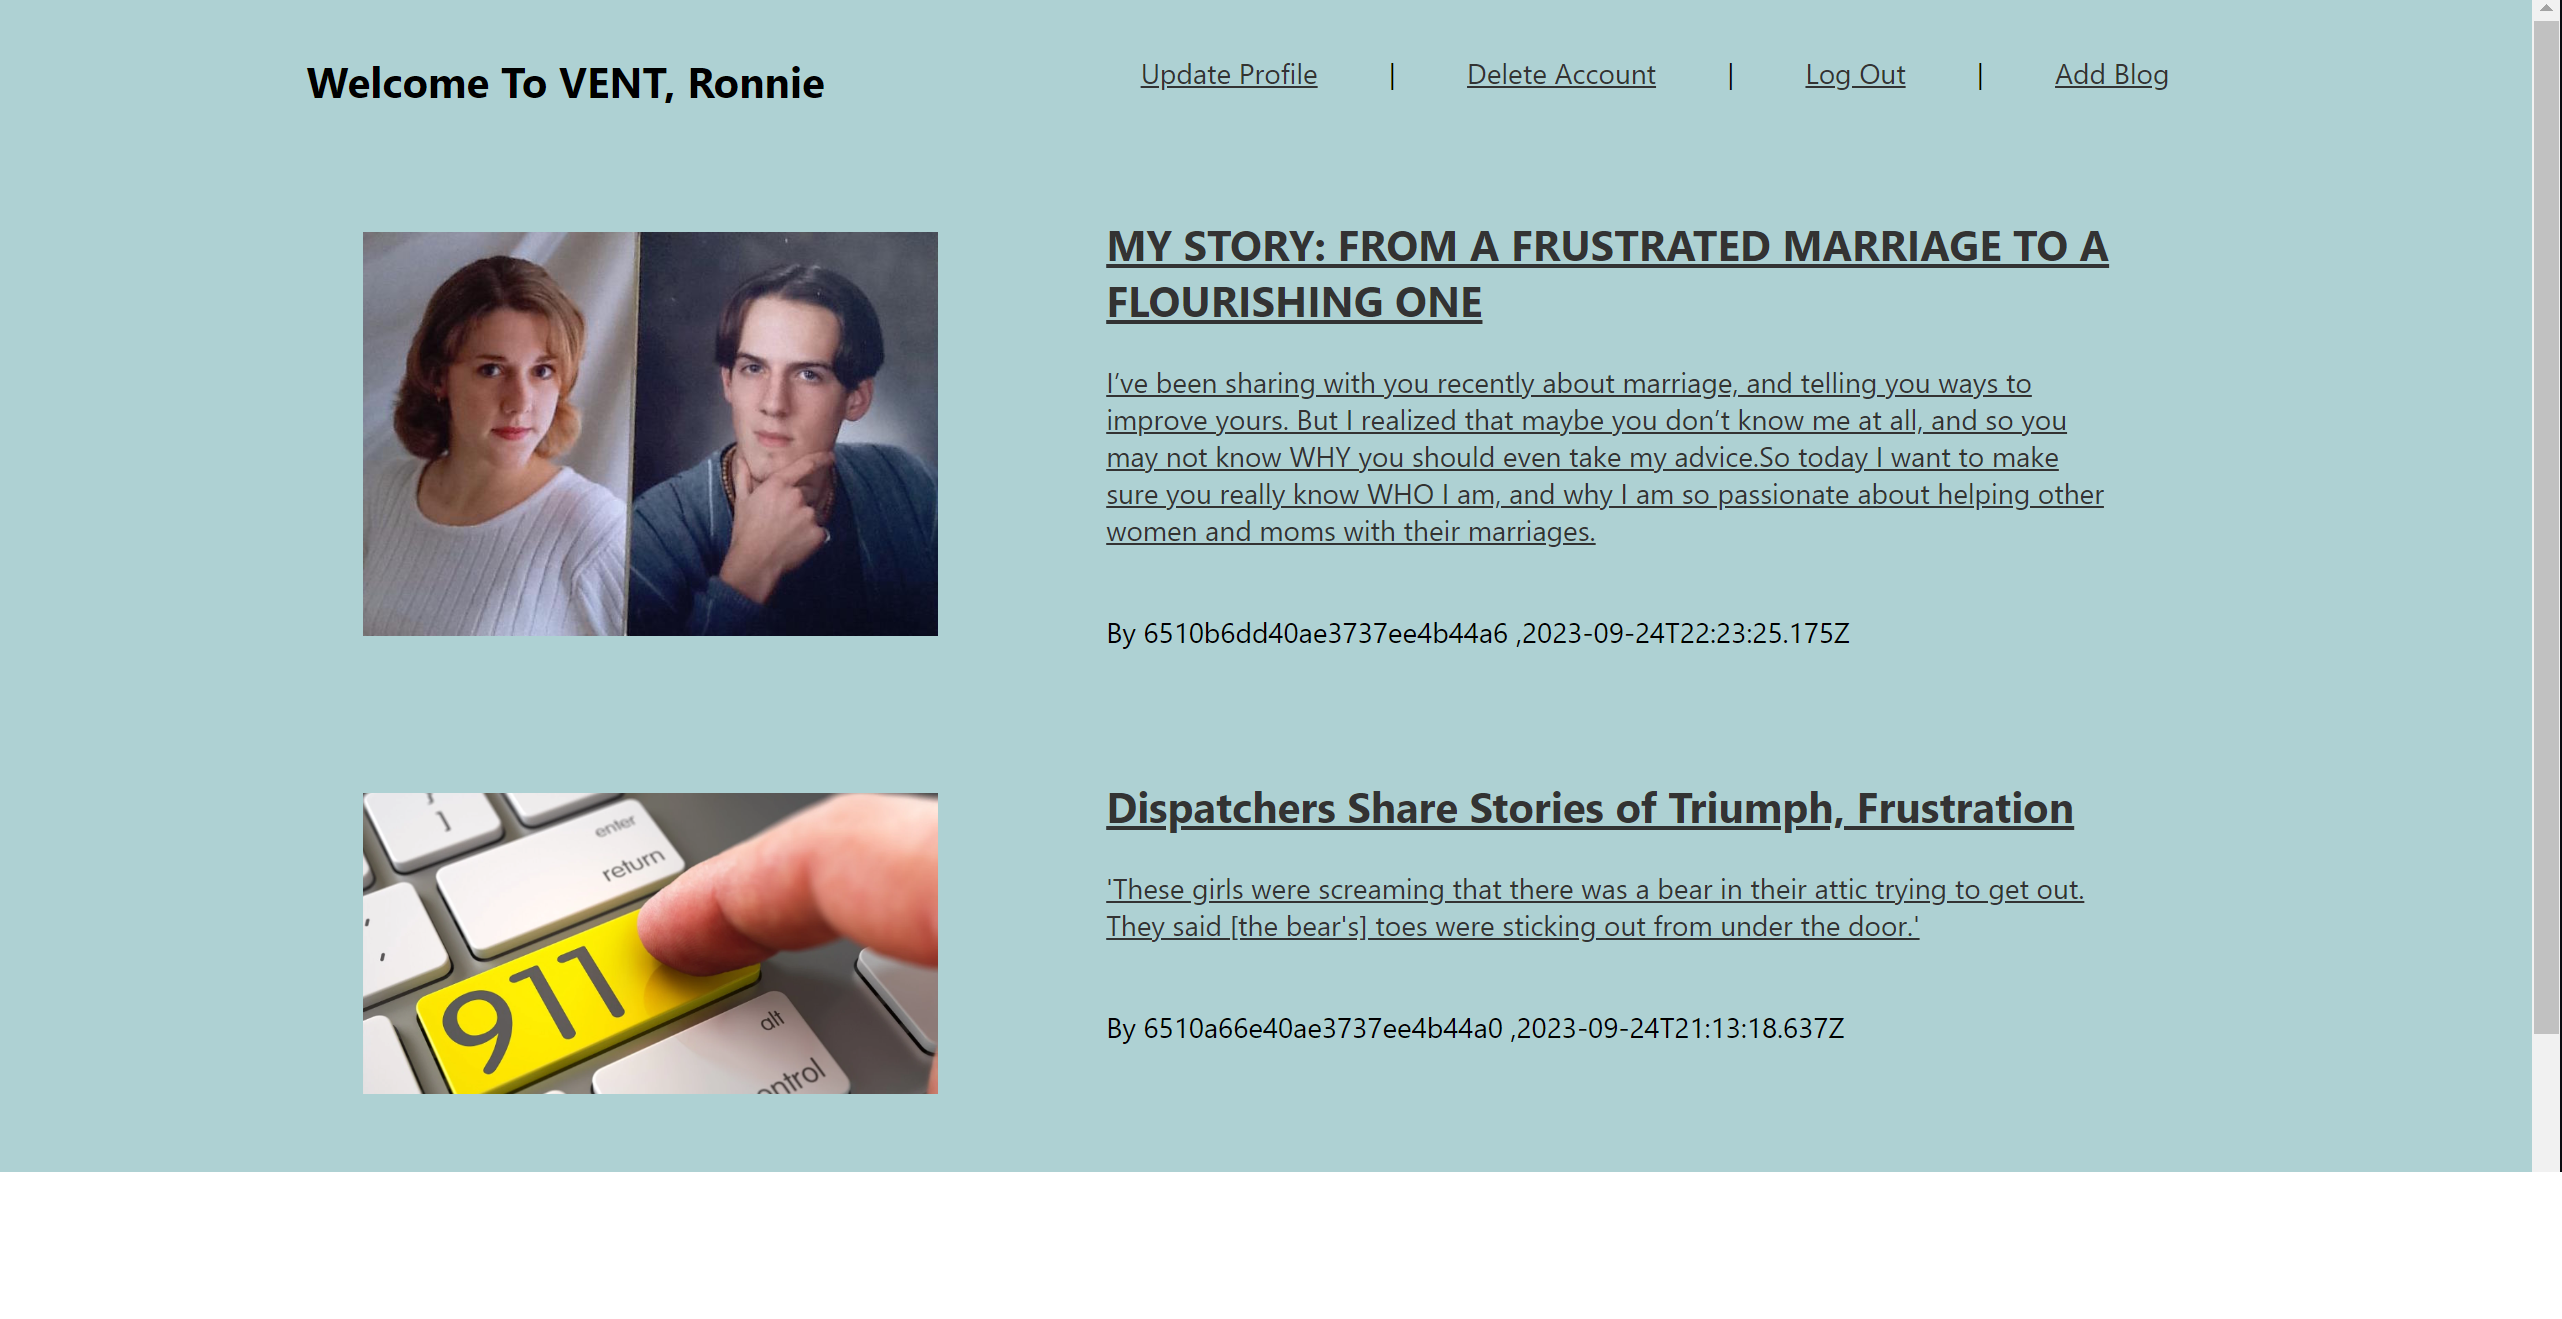 Welcome To VENT, Ronnie
Update Profile | Delete Account | Log Out | Add Blog
MY STORY: FROM A FRUSTRATED MARRIAGE TO A
FLOURISHING ONE
I’ve been sharing with you recently about marriage, and telling you ways to
improve yours. But I realized that maybe you don’t know me at all, and so you
may not know WHY you should even take my advice.So today I want to make
sure you really know WHO I am, and why I am so passionate about helping other
women and moms with their marriages.
By 6510b6dd40ae3737ee4b44a6 ,2023-09-24T22:23:25.175Z
] 
enter
return
911
alt
ontrol
Dispatchers Share Stories of Triumph, Frustration
'These girls were screaming that there was a bear in their attic trying to get out.
They said [the bear's] toes were sticking out from under the door.'
By 6510a66e40ae3737ee4b44a0 ,2023-09-24T21:13:18.637Z